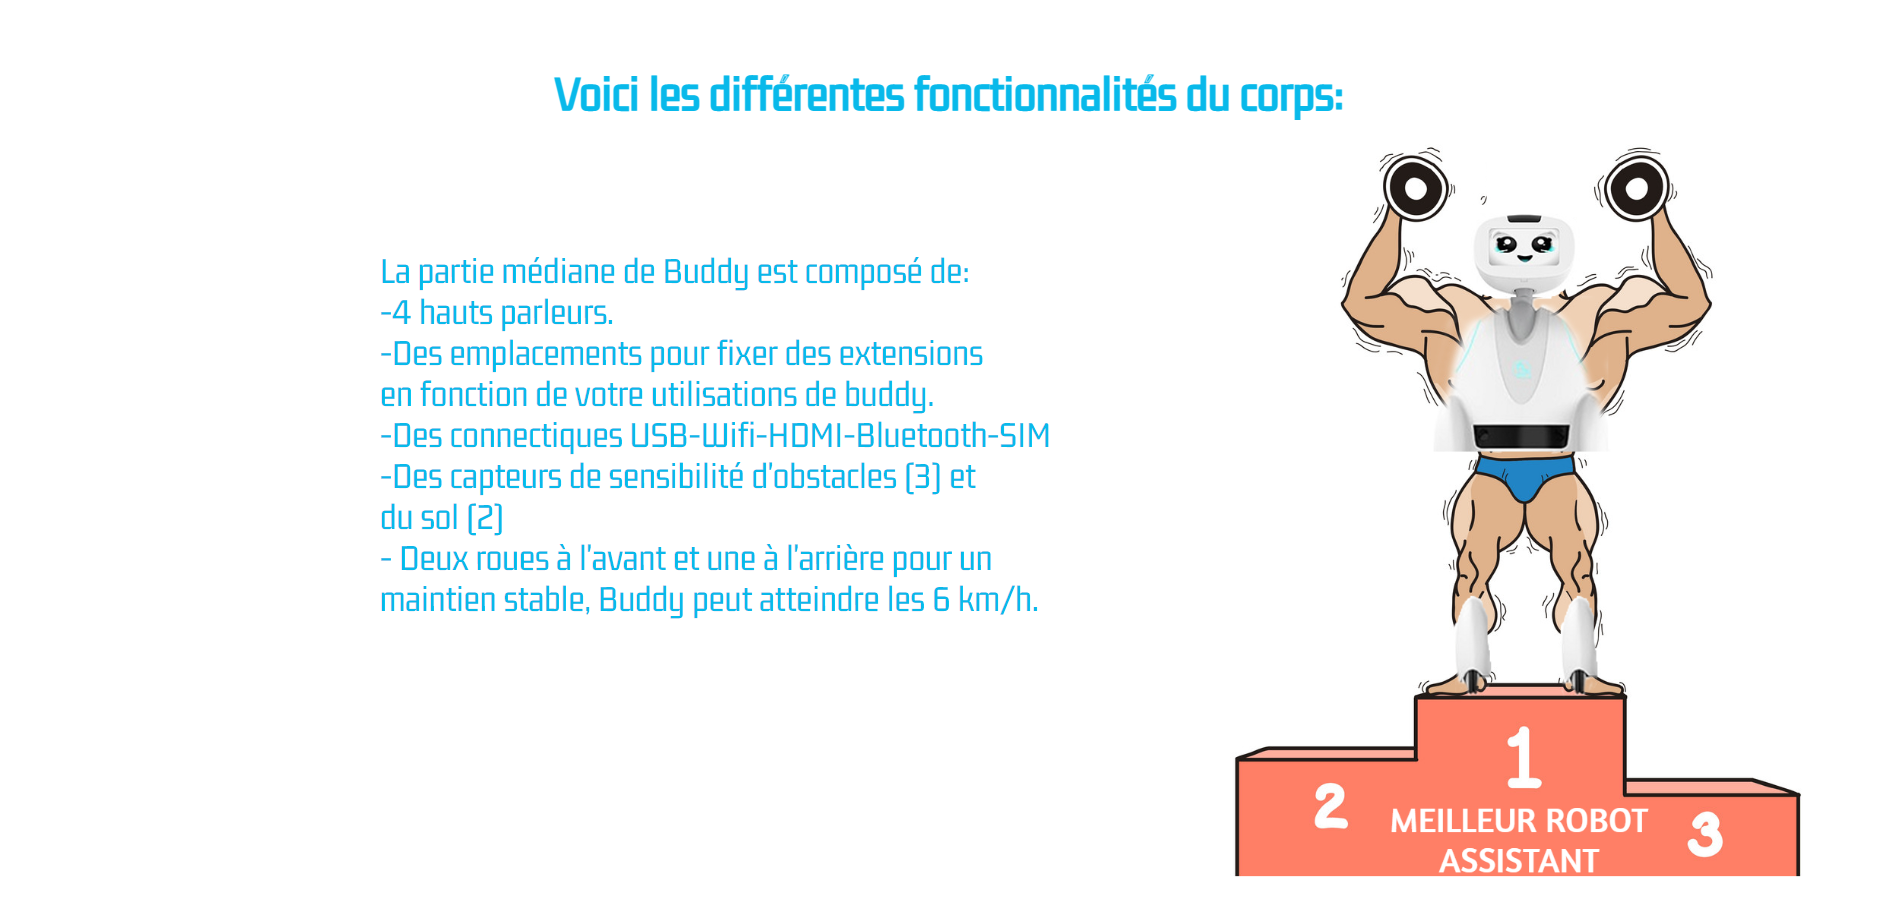 Voici les différentes fonctionnalités du corps:
La partie médiane de Buddy est composé de:
-4 hauts parleurs.
-Des emplacements pour fixer des extensions
en fonction de votre utilisations de buddy.
-Des connectiques USB-Wifi-HDMI-Bluetooth-SIM
-Des capteurs de sensibilité d'obstacles (3) et
du sol (2)
- Deux roues à l'avant et une à l'arrière pour un
maintien stable, Buddy peut atteindre les 6 km/h.
1
2
3
MEILLEUR ROBOT
ASSISTANT